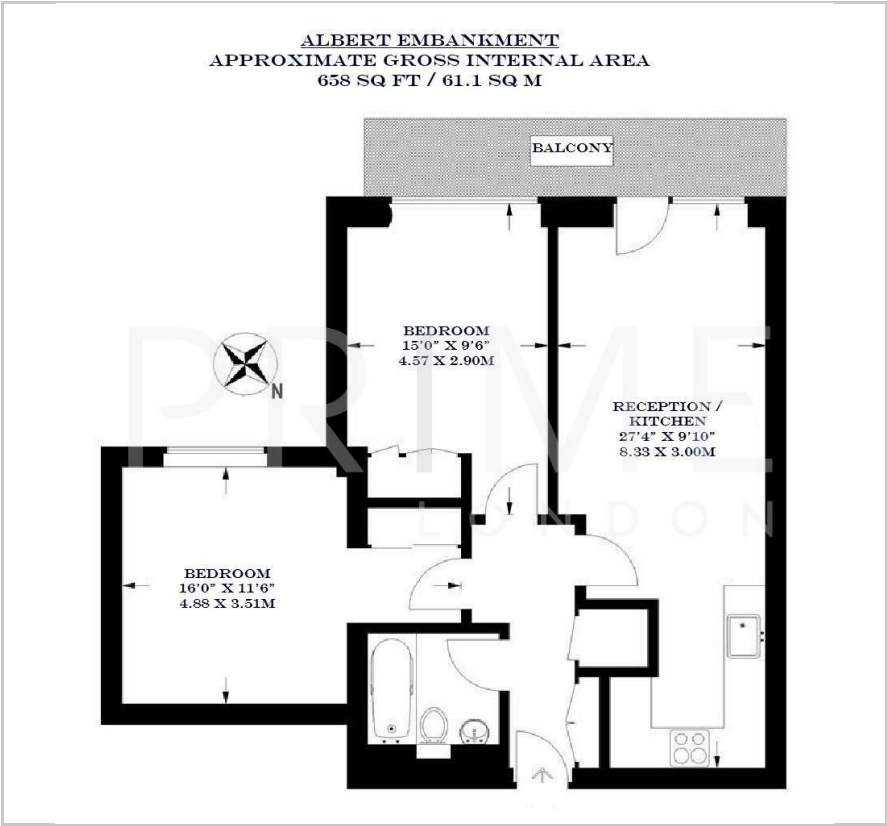 ALBERT EMBANKMENT
APPROXIMATE GROSS INTERNAL AREA
658 SQ FT / 61.1 SQ M
BALCONY
BEDROOM
15'0" X 9'6"
4.57 X 2.90M
N
PRIME
LONDON
RECEPTION /
KITCHEN
27'4" X 9'10"
8.33 X 3.00M
BEDROOM
16'0" X 11'6"
4.88 X 3.51M